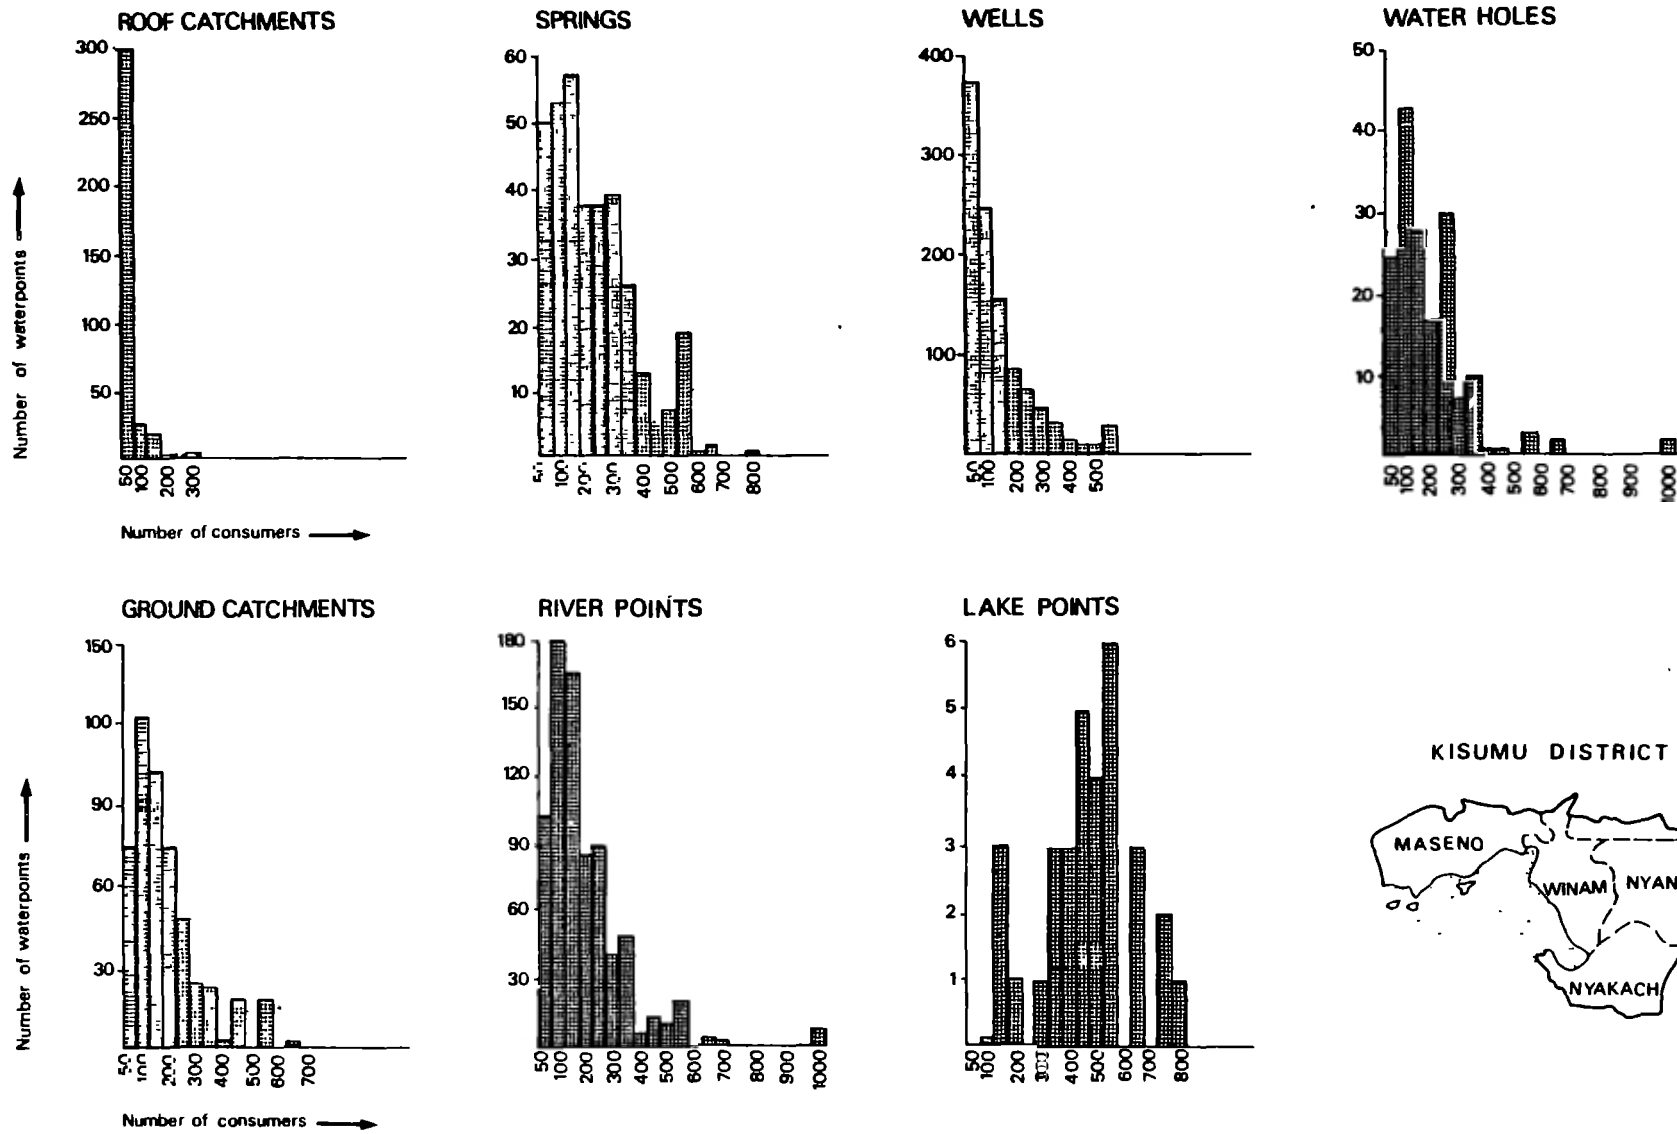 ROOF CATCHMENTS
300
250
200
150
100
50
50 100 200 300
Number of waterpoints
Number of consumers
SPRINGS
60
50
40
30
20
10
50 100 200 300 400 500 600 700 800
WELLS
400
300
200
100
50 100 200 300 400 500
WATER HOLES
50
40
30
20
10
50 100 200 300 400 500 600 700 800 900 1000
GROUND CATCHMENTS
150
100
90
60
30
50 100 200 300 400 500 600 700
Number of waterpoints
Number of consumers
RIVER POINTS
180
150
120
90
60
30
50 100 200 300 400 500 600 700 800 900 1000
LAKE POINTS
6
5
4
3
2
1
50 100 200 300 400 500 600 700 800
KISUMU DISTRICT
MASENO
WINAM
NYAN
NYAKACH